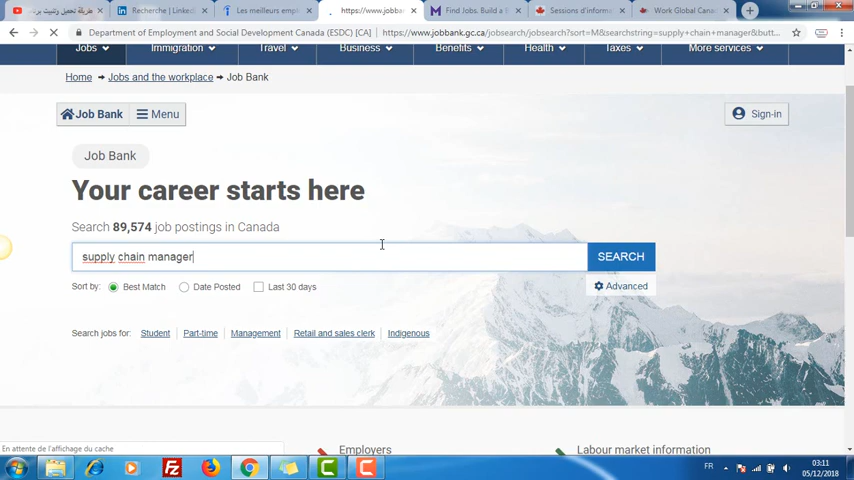 طريقة تحميل وتثبيت بر
Recherche | Linked
Les meilleurs empl
https://www.jobban
Find Jobs. Build a
Sessions d'inform
Work Global Cana
Department of Employment and Social Development Canada (ESDC) [CA] | https://www.jobbank.gc.ca/jobsearch/jobsearch?sort=M&searchstring=supply+chain+manager&butt...
Jobs Immigration Travel Business Benefits Health Taxes More services
Home → Jobs and the workplace → Job Bank
Job Bank Menu Sign-in
Job Bank
Your career starts here
Search 89,574 job postings in Canada
supply chain manager SEARCH
Sort by: Best Match Date Posted Last 30 days Advanced
Search jobs for: Student Part-time Management Retail and sales clerk Indigenous
En attente de l'affichage du cache
Employers Labour market information
FR 03:11
05/12/2018